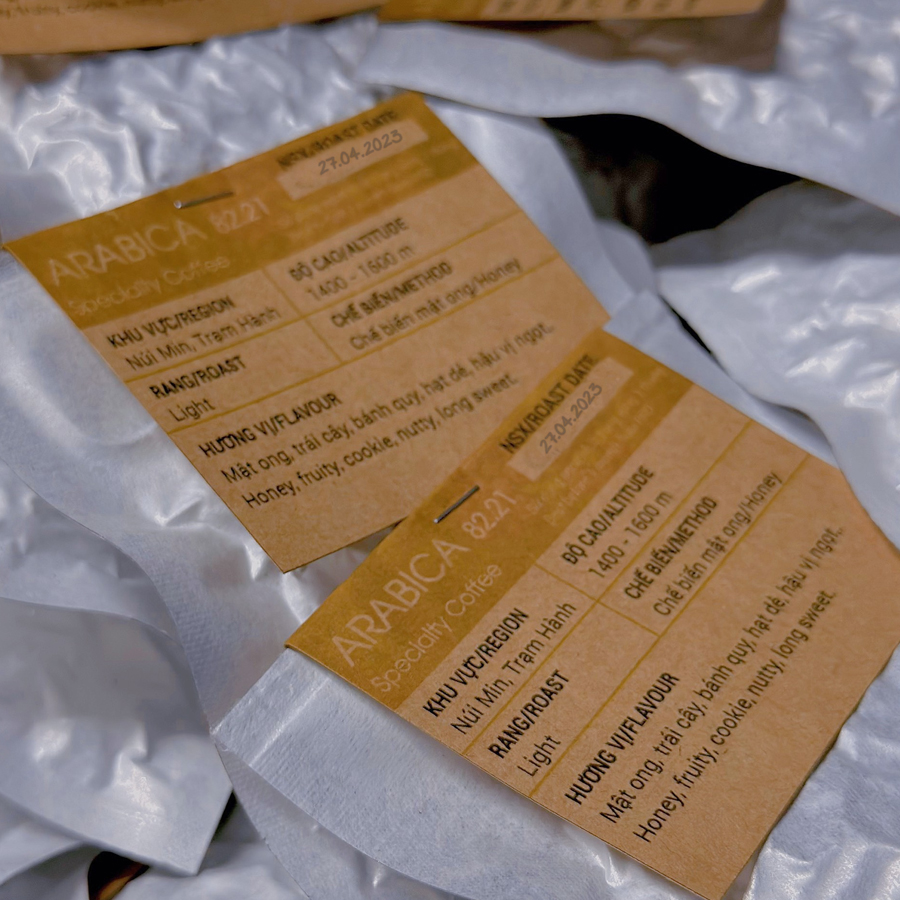 NSX/ROAST DATE
27.04.2023
ARABICA 82.21
Specialty Coffee
ĐỘ CAO/ALTITUDE
1400 - 1600 m
KHU VỰC/REGION
Núi Min, Trạm Hành
CHẾ BIẾN/METHOD
Chế biến mật ong/Honey
RANG/ROAST
Light
HƯƠNG VỊ/FLAVOUR
Mật ong, trái cây, bánh quy, hạt dẻ, hậu vị ngọt.
Honey, fruity, cookie, nutty, long sweet.
NSX/ROAST DATE
27.04.2023
ARABICA 82.21
Specialty Coffee
ĐỘ CAO/ALTITUDE
1400 - 1600 m
KHU VỰC/REGION
Núi Min, Trạm Hành
CHẾ BIẾN/METHOD
Chế biến mật ong/Honey
RANG/ROAST
Light
HƯƠNG VỊ/FLAVOUR
Mật ong, trái cây, bánh quy, hạt dẻ, hậu vị ngọt.
Honey, fruity, cookie, nutty, long sweet.